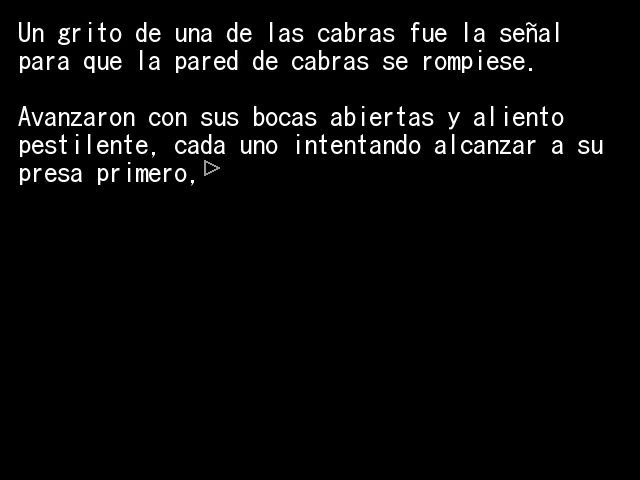 Un grito de una de las cabras fue la señal
para que la pared de cabras se rompiese.
Avanzaron con sus bocas abiertas y aliento
pestilente, cada uno intentando alcanzar a su
presa primero,